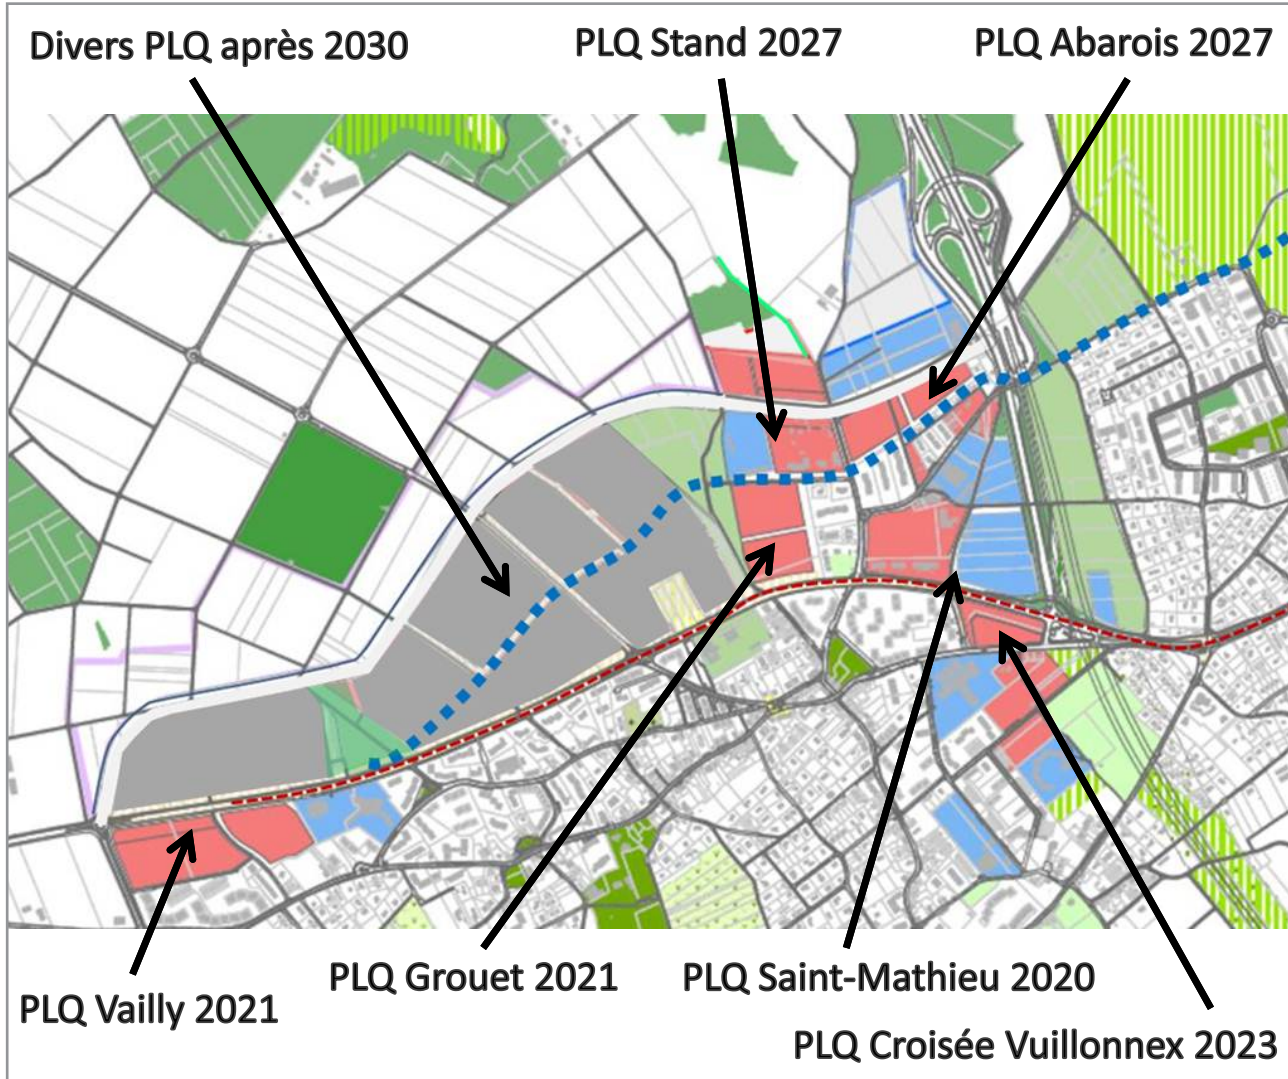 Divers PLQ après 2030
PLQ Stand 2027
PLQ Abarois 2027
PLQ Grouet 2021
PLQ Saint-Mathieu 2020
PLQ Vailly 2021
PLQ Croisée Vuillonnex 2023